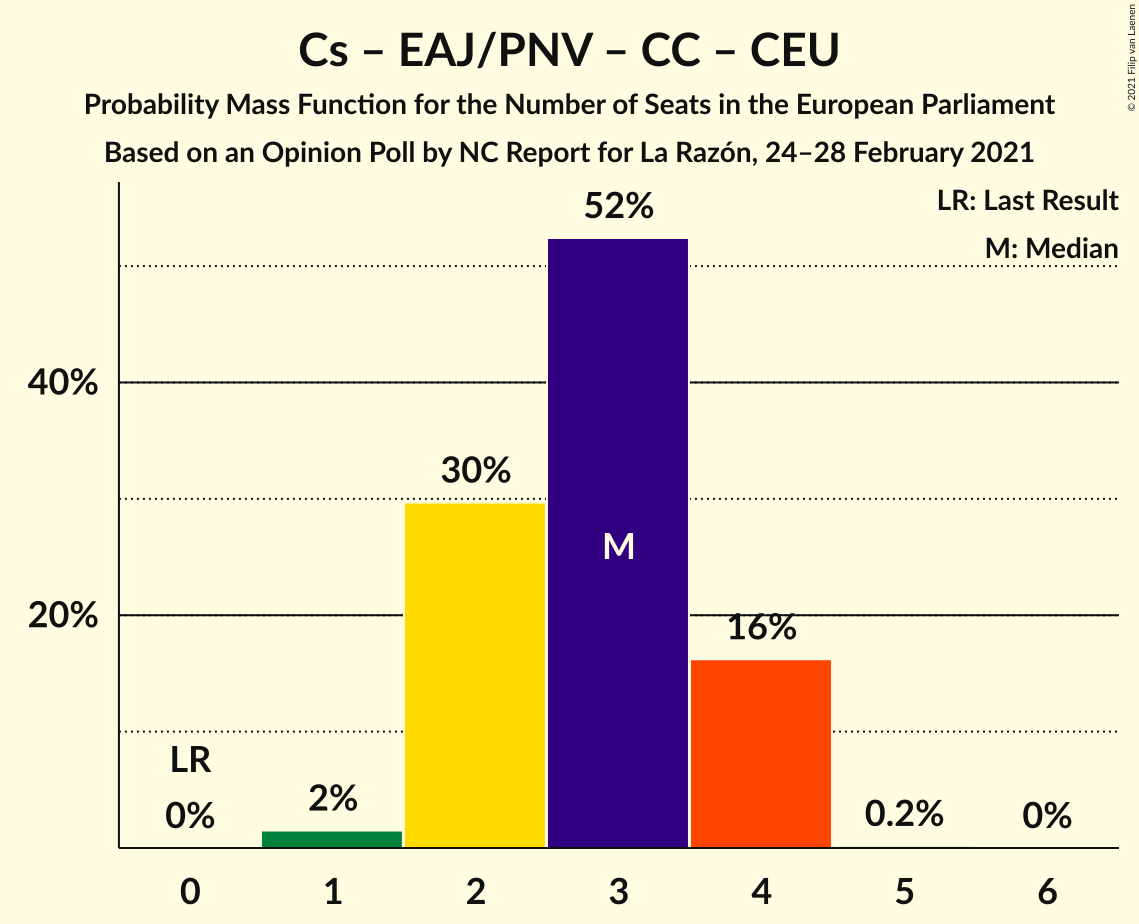 Cs – EAJ/PNV – CC – CEU
Probability Mass Function for the Number of Seats in the European Parliament
Based on an Opinion Poll by NC Report for La Razón, 24–28 February 2021
© 2021 Filip van Laenen
LR: Last Result
M: Median
52%
40%
30%
M
20%
16%
LR
0%
2%
0.2%
0%
0 1 2 3 4 5 6